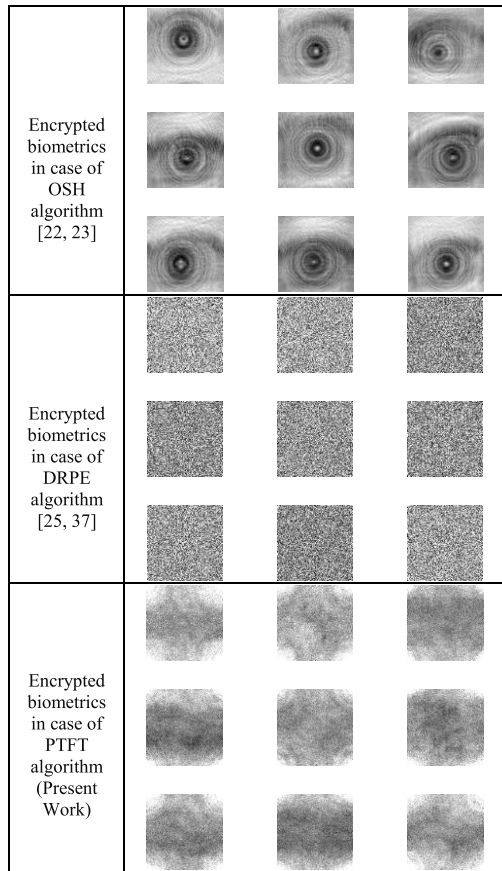 Encrypted
biometrics
in case of
OSH
algorithm
[22, 23]
Encrypted
biometrics
in case of
DRPE
algorithm
[25, 37]
Encrypted
biometrics
in case of
PTFT
algorithm
(Present
Work)